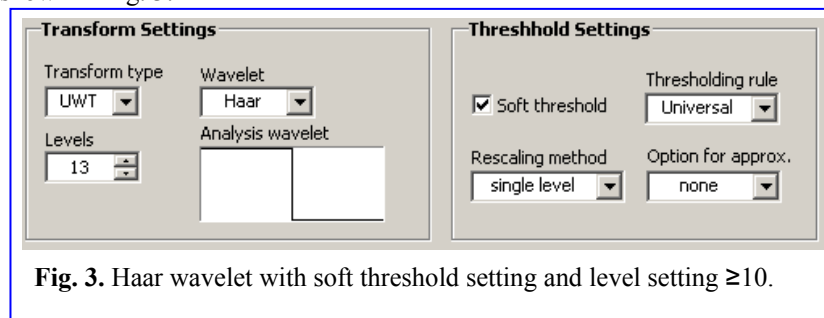 Transform Settings
Transform type
UWT
Wavelet
Haar
Levels
13
Analysis wavelet
Threshhold Settings
Soft threshold
Thresholding rule
Universal
Rescaling method
single level
Option for approx.
none
Fig. 3. Haar wavelet with soft threshold setting and level setting ≥10.